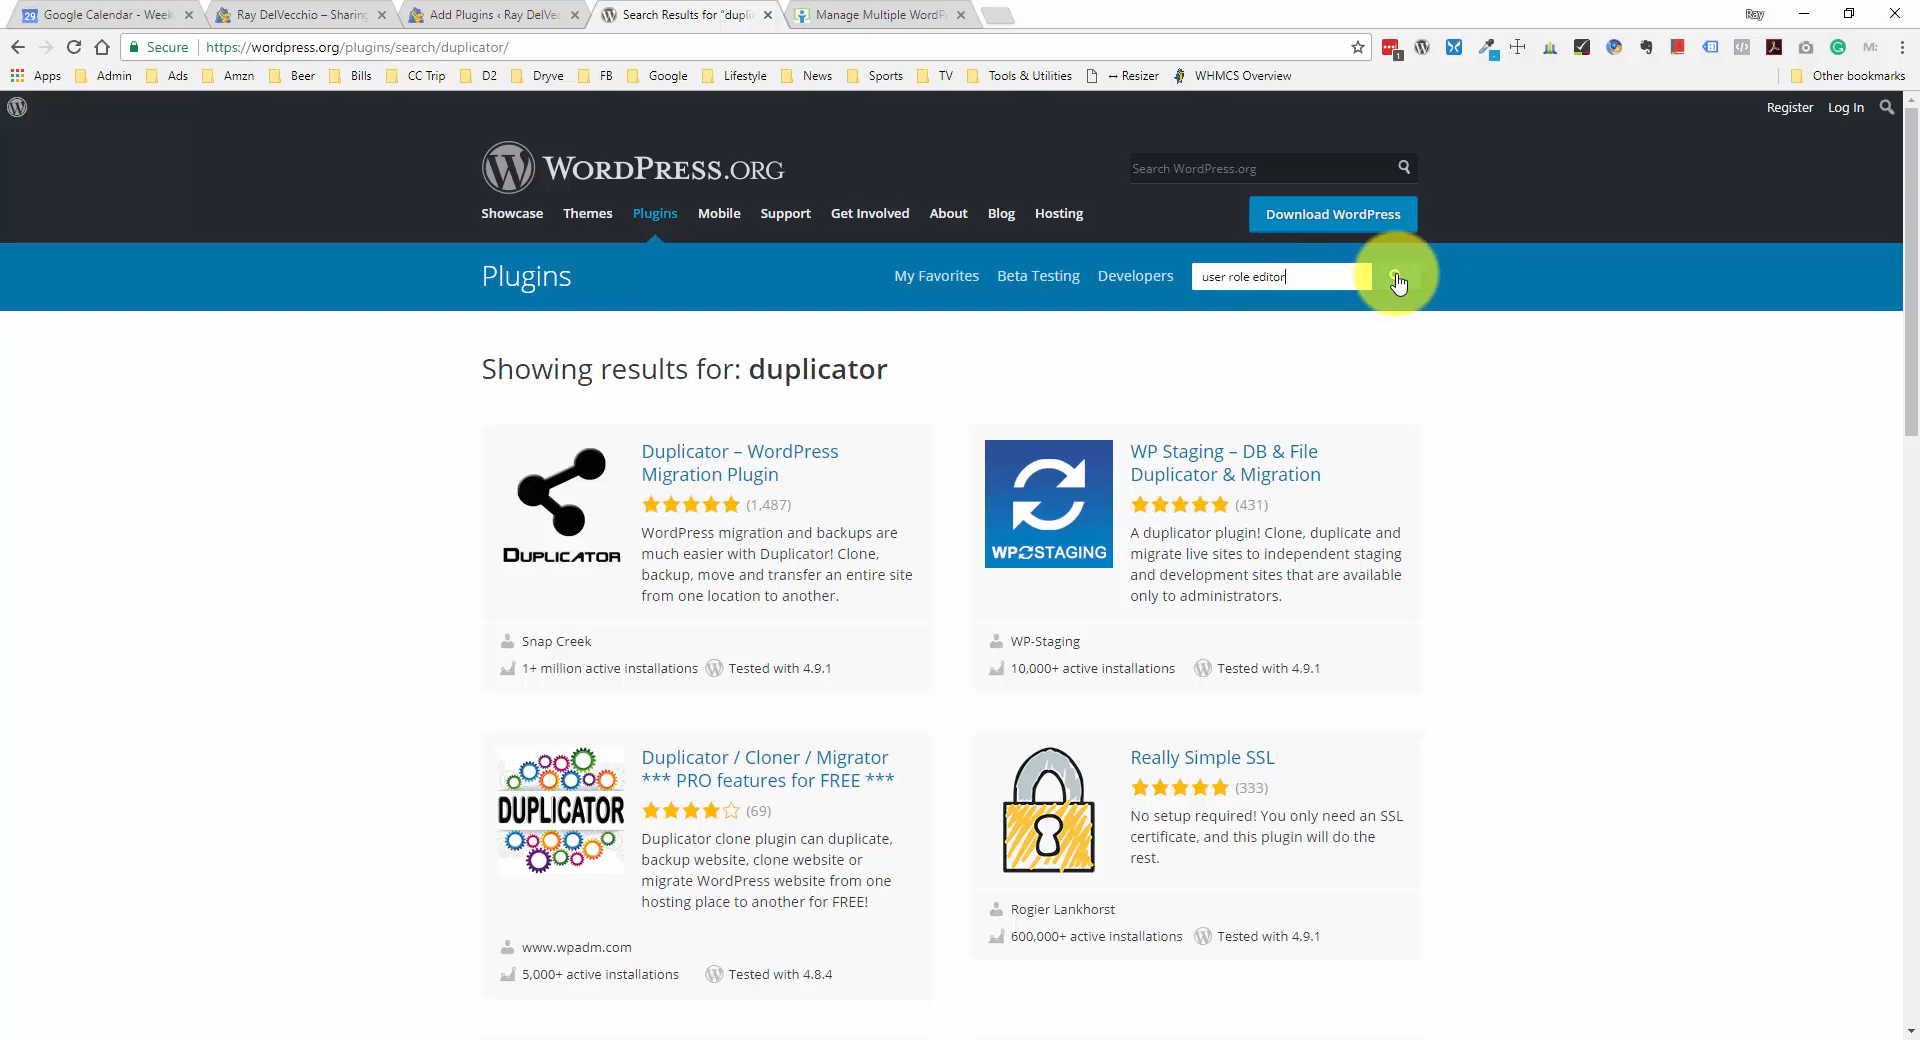 Google Calendar - Week
Ray DelVecchio – Sharing
Add Plugins ‹ Ray DelVec
Search Results for "dupli
Manage Multiple WordP
Ray
Secure
https://wordpress.org/plugins/search/duplicator/
1
M:
Apps
Admin
Ads
Amzn
Beer
Bills
CC Trip
D2
Dryve
FB
Google
Lifestyle
News
Sports
TV
Tools & Utilities
↔ Resizer
WHMCS Overview
Other bookmarks
Register
Log In
WORDPRESS.ORG
Search WordPress.org
Showcase
Themes
Plugins
Mobile
Support
Get Involved
About
Blog
Hosting
Download WordPress
Plugins
My Favorites
Beta Testing
Developers
user role editor
Showing results for: duplicator
DUPLICATOR
Duplicator – WordPress
Migration Plugin
(1,487)
WordPress migration and backups are
much easier with Duplicator! Clone,
backup, move and transfer an entire site
from one location to another.
Snap Creek
1+ million active installations
Tested with 4.9.1
WPSTAGING
WP Staging – DB & File
Duplicator & Migration
(431)
A duplicator plugin! Clone, duplicate and
migrate live sites to independent staging
and development sites that are available
only to administrators.
WP-Staging
10,000+ active installations
Tested with 4.9.1
DUPLICATOR
Duplicator / Cloner / Migrator
*** PRO features for FREE ***
(69)
Duplicator clone plugin can duplicate,
backup website, clone website or
migrate WordPress website from one
hosting place to another for FREE!
www.wpadm.com
5,000+ active installations
Tested with 4.8.4
Really Simple SSL
(333)
No setup required! You only need an SSL
certificate, and this plugin will do the
rest.
Rogier Lankhorst
600,000+ active installations
Tested with 4.9.1